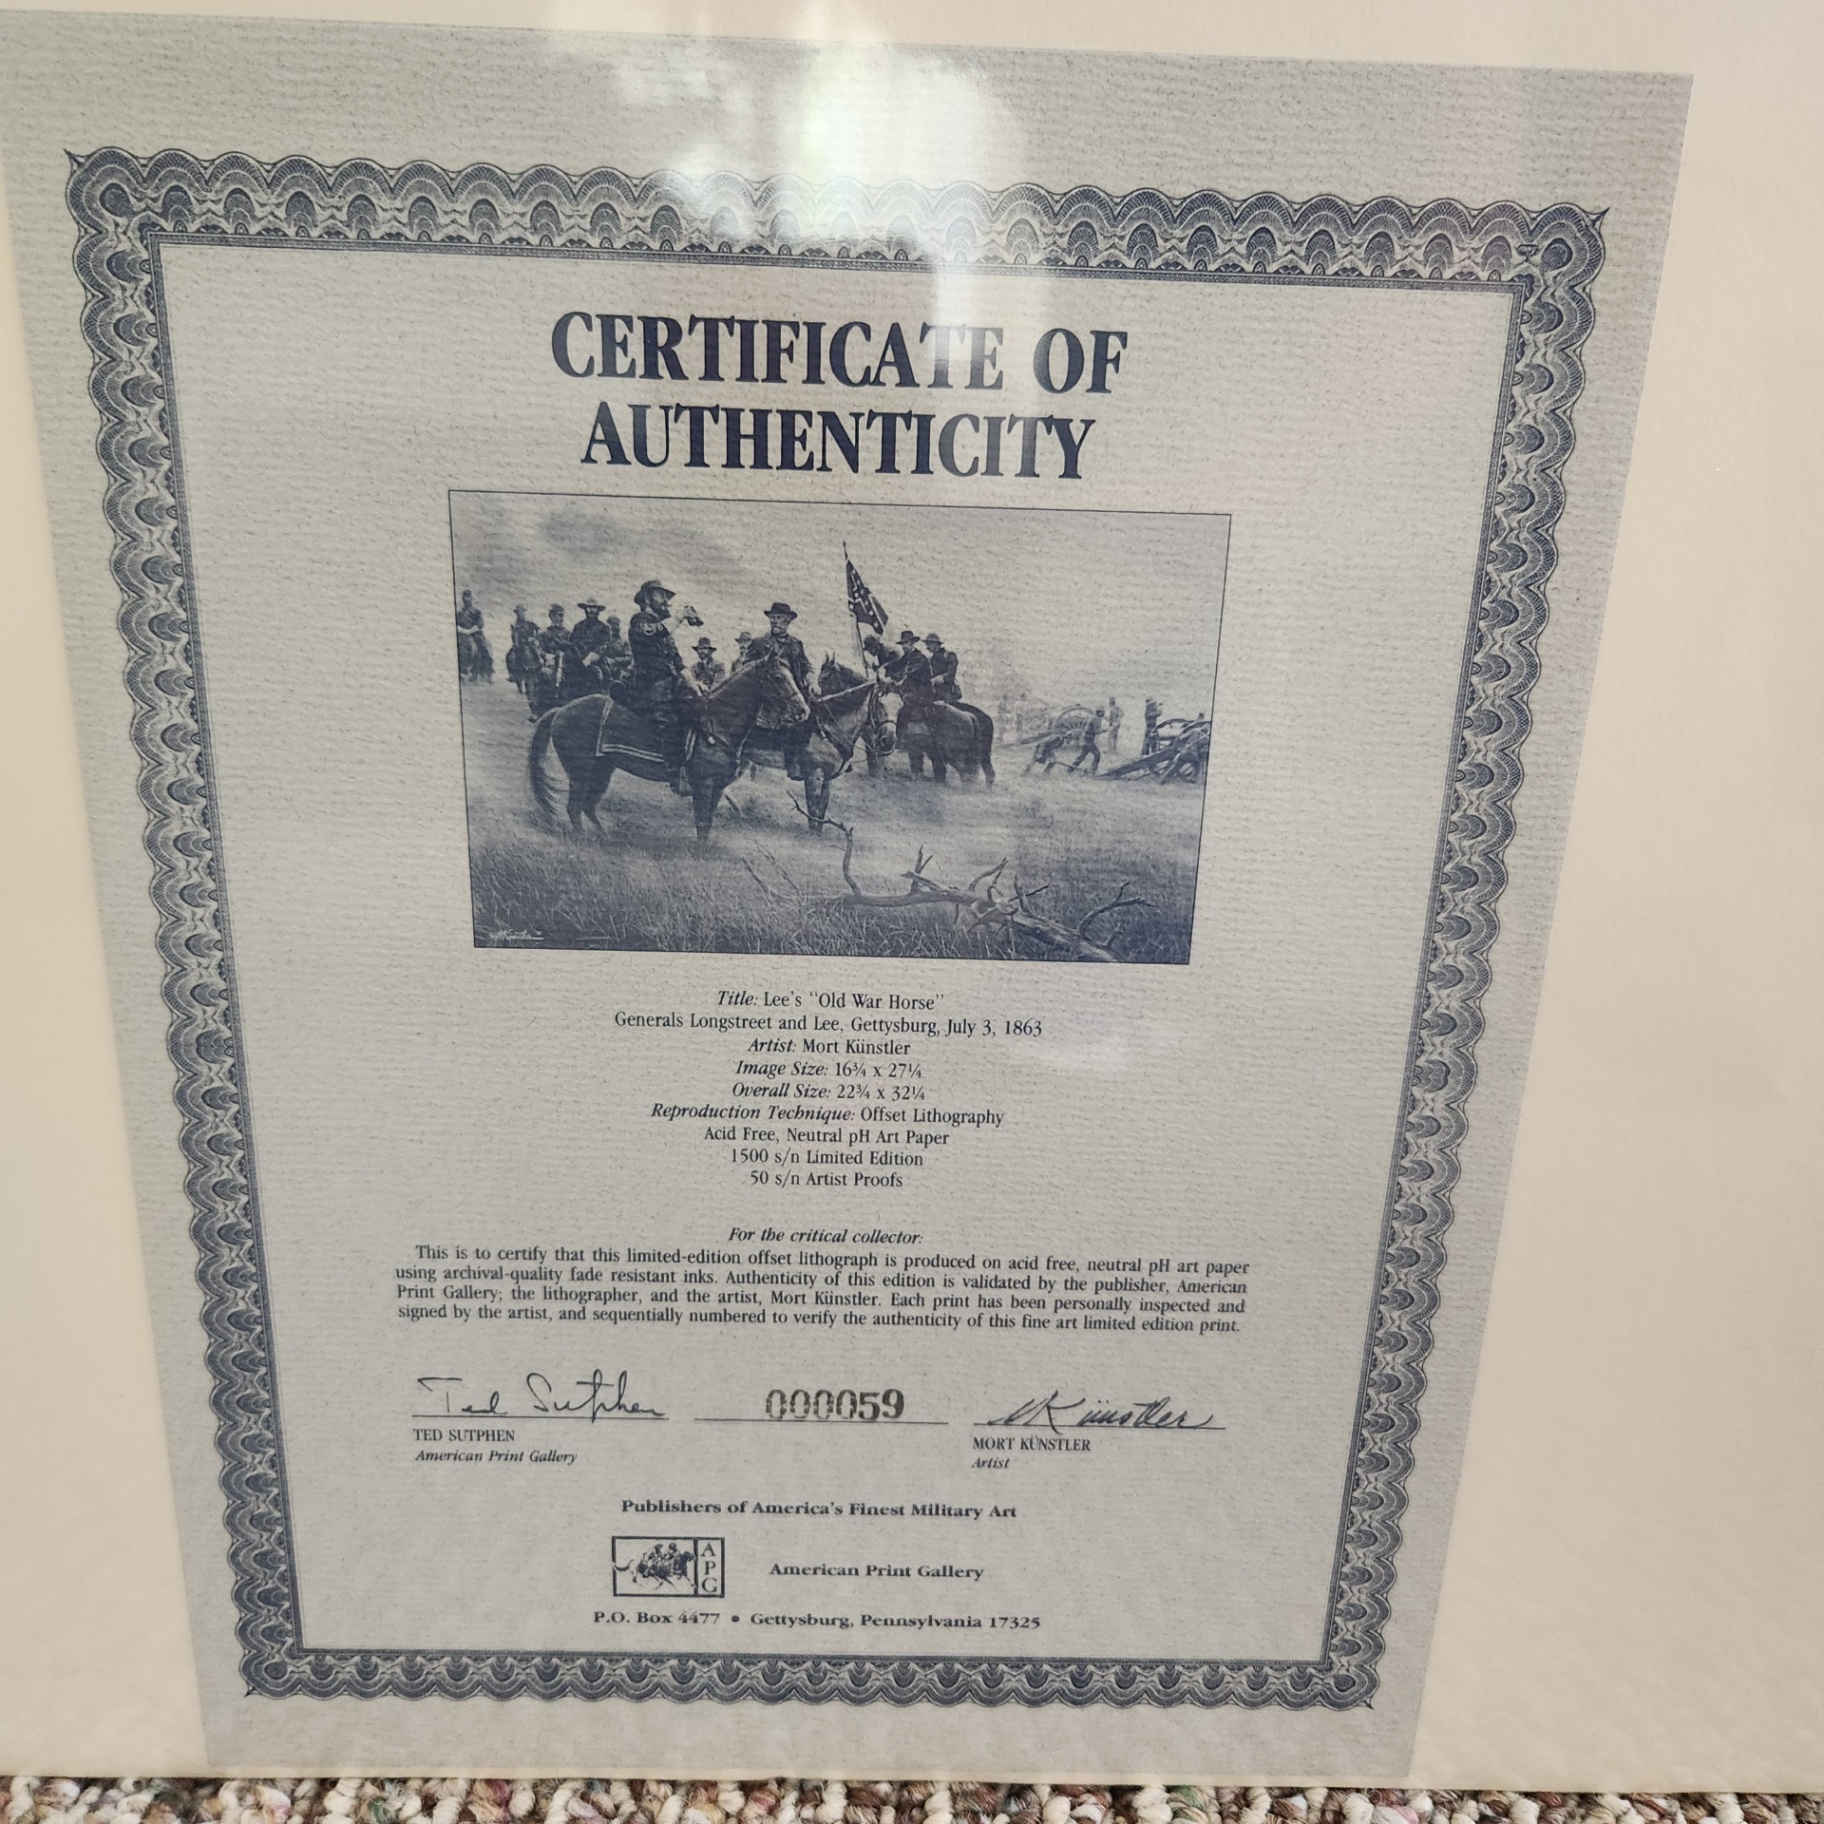 CERTIFICATE OF
AUTHENTICITY
Title: Lee's "Old War Horse"
Generals Longstreet and Lee, Gettysburg, July 3, 1863
Artist: Mort Künstler
Image Size: 16¾ x 27¼
Overall Size: 22¾ x 32¼
Reproduction Technique: Offset Lithography
Acid Free, Neutral pH Art Paper
1500 s/n Limited Edition
50 s/n Artist Proofs
For the critical collector:
This is to certify that this limited-edition offset lithograph is produced on acid free, neutral pH art paper
using archival-quality fade resistant inks. Authenticity of this edition is validated by the publisher, American
Print Gallery; the lithographer, and the artist, Mort Künstler. Each print has been personally inspected and
signed by the artist, and sequentially numbered to verify the authenticity of this fine art limited edition print.
Ted Sutphen 000059 MKünstler
TED SUTPHEN MORT KÜNSTLER
American Print Gallery Artist
Publishers of America's Finest Military Art
APG American Print Gallery
P.O. Box 4477 • Gettysburg, Pennsylvania 17325